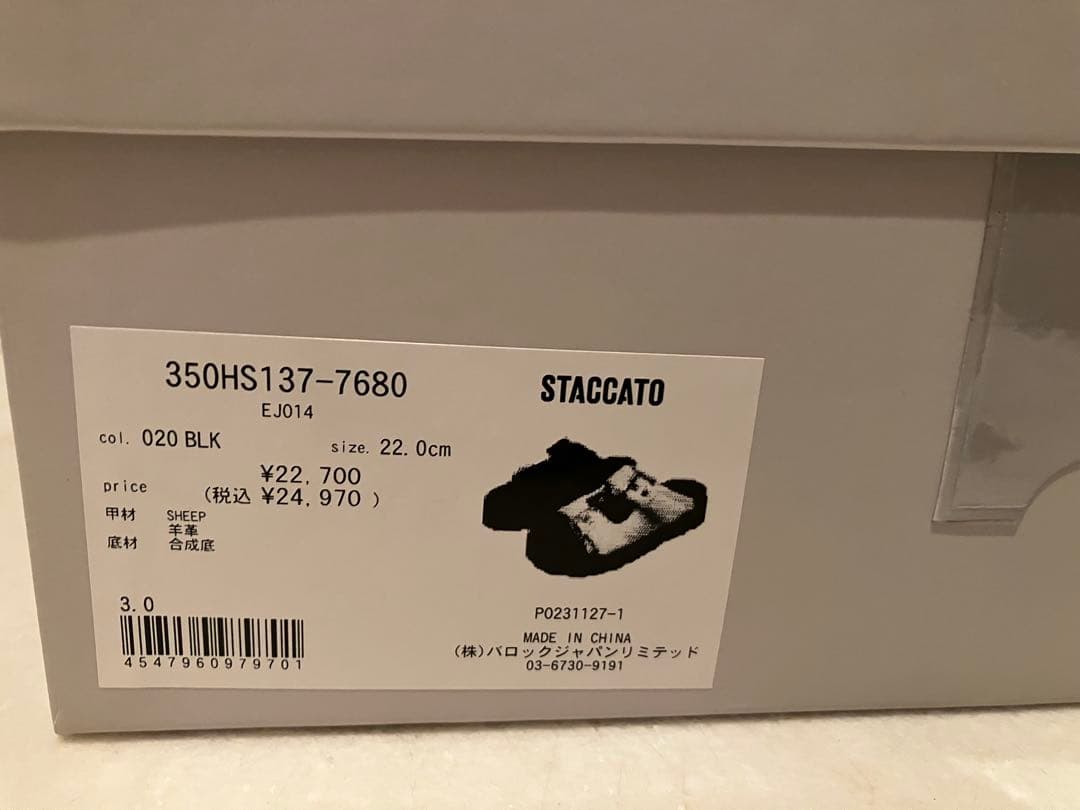 350HS137-7680
EJ014
col. 020 BLK
size. 22.0cm
price ¥22,700
(税込 ¥24,970 )
甲材 SHEEP
羊革
底材 合成底
3.0
4547960979701
STACCATO
PO231127-1
MADE IN CHINA
(株)バロックジャパンリミテッド
03-6730-9191